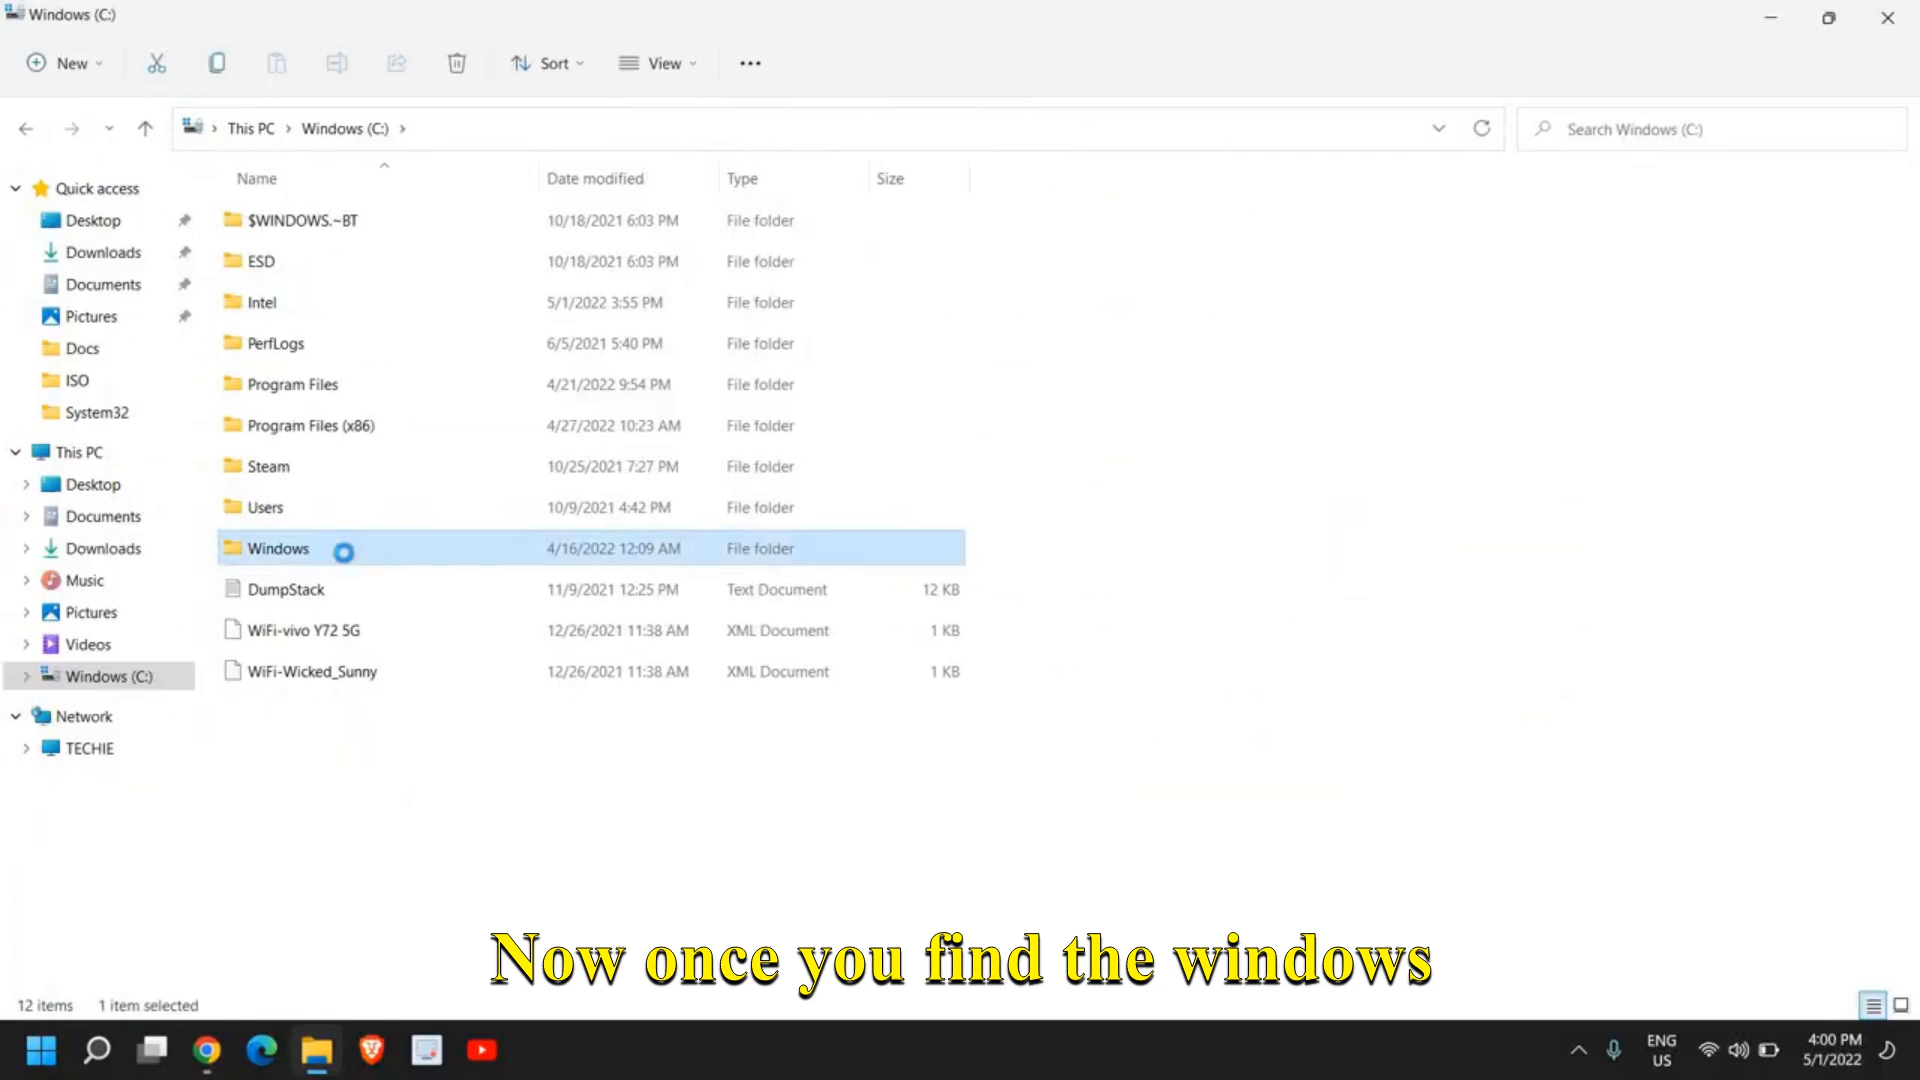 Windows (C:)
New
Sort
View
This PC > Windows (C:) >
Search Windows (C:)
Name Date modified Type Size
Quick access
Desktop
Downloads
Documents
Pictures
Docs
ISO
System32
This PC
Desktop
Documents
Downloads
Music
Pictures
Videos
Windows (C:)
Network
TECHIE
$WINDOWS.~BT 10/18/2021 6:03 PM File folder
ESD 10/18/2021 6:03 PM File folder
Intel 5/1/2022 3:55 PM File folder
PerfLogs 6/5/2021 5:40 PM File folder
Program Files 4/21/2022 9:54 PM File folder
Program Files (x86) 4/27/2022 10:23 AM File folder
Steam 10/25/2021 7:27 PM File folder
Users 10/9/2021 4:42 PM File folder
Windows 4/16/2022 12:09 AM File folder
DumpStack 11/9/2021 12:25 PM Text Document 12 KB
WiFi-vivo Y72 5G 12/26/2021 11:38 AM XML Document 1 KB
WiFi-Wicked_Sunny 12/26/2021 11:38 AM XML Document 1 KB
Now once you find the windows
12 items 1 item selected
ENG
US
4:00 PM
5/1/2022